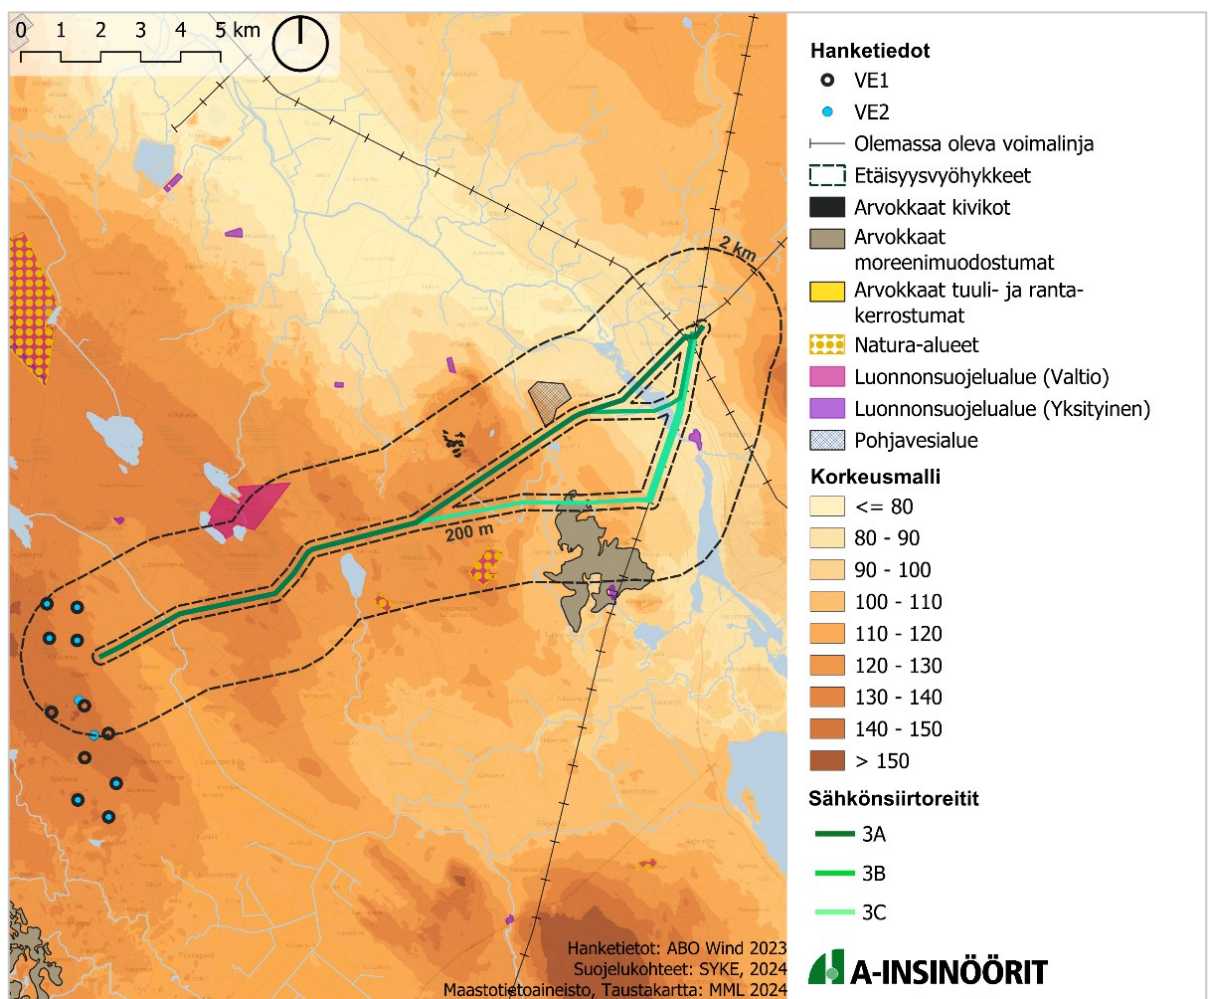 0 1 2 3 4 5 km
2 km
200 m
Hanketiedot: ABO Wind 2023
Suojelukohteet: SYKE, 2024
Maastotietoaineisto, Taustakartta: MML 2024
Hanketiedot
VE1
VE2
Olemassa oleva voimalinja
Etäisyysvyöhykkeet
Arvokkaat kivikot
Arvokkaat
moreenimuodostumat
Arvokkaat tuuli- ja ranta-
kerrostumat
Natura-alueet
Luonnonsuojelualue (Valtio)
Luonnonsuojelualue (Yksityinen)
Pohjavesialue
Korkeusmalli
<= 80
80 - 90
90 - 100
100 - 110
110 - 120
120 - 130
130 - 140
140 - 150
> 150
Sähkönsiirtoreitit
3A
3B
3C
A-INSINÖÖRIT